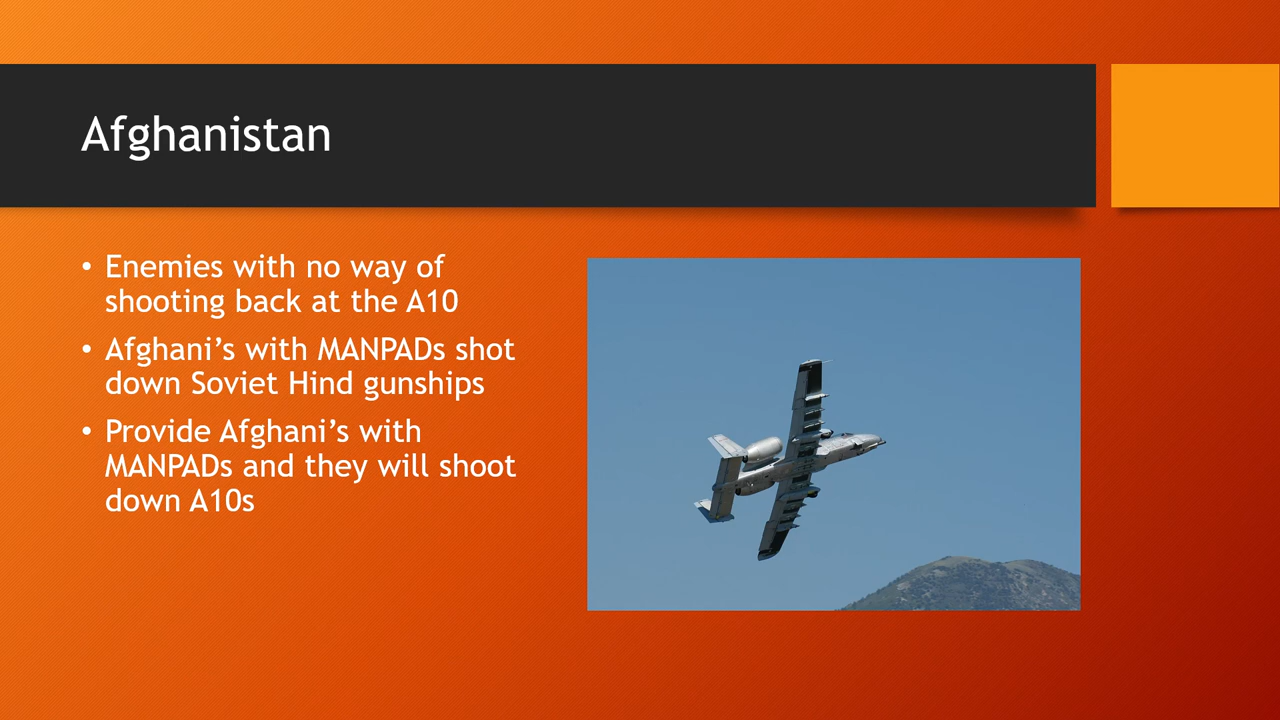 Afghanistan
• Enemies with no way of
shooting back at the A10
• Afghani’s with MANPADs shot
down Soviet Hind gunships
• Provide Afghani’s with
MANPADs and they will shoot
down A10s